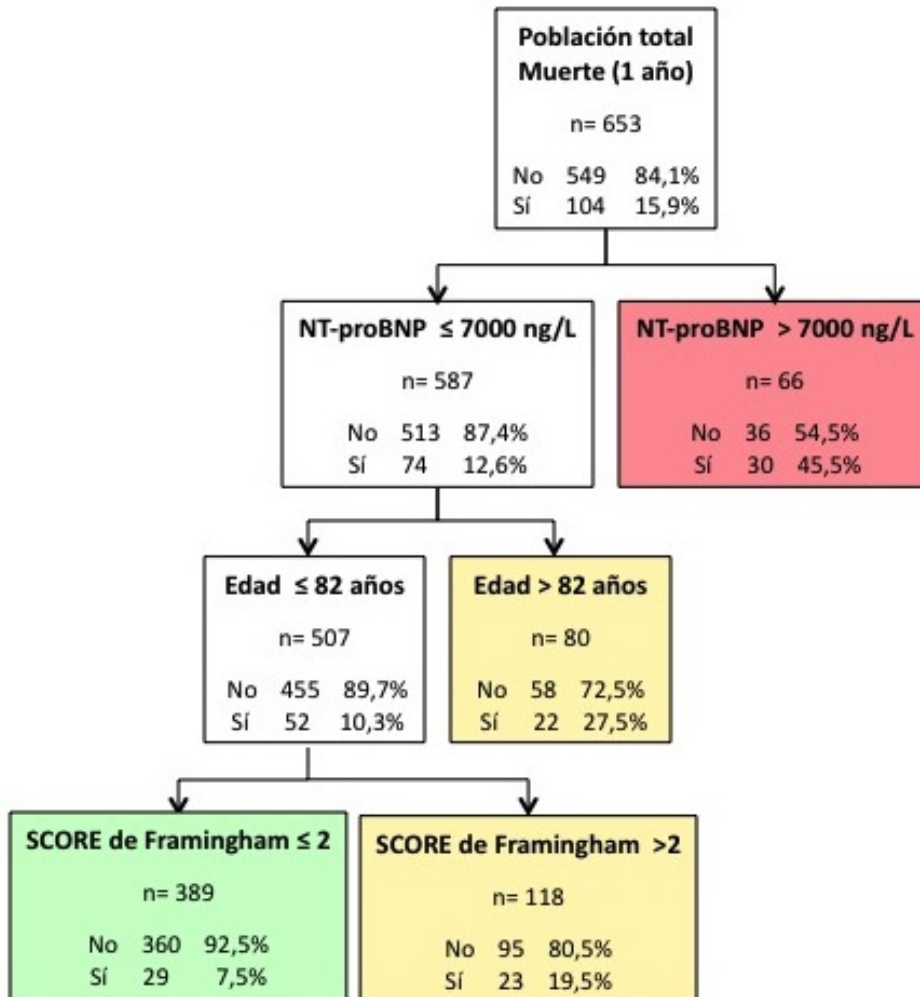 Población total
Muerte (1 año)
n= 653
No 549 84,1%
Sí 104 15,9%
NT-proBNP ≤ 7000 ng/L
n= 587
No 513 87,4%
Sí 74 12,6%
NT-proBNP > 7000 ng/L
n= 66
No 36 54,5%
Sí 30 45,5%
Edad ≤ 82 años
n= 507
No 455 89,7%
Sí 52 10,3%
Edad > 82 años
n= 80
No 58 72,5%
Sí 22 27,5%
SCORE de Framingham ≤ 2
n= 389
No 360 92,5%
Sí 29 7,5%
SCORE de Framingham >2
n= 118
No 95 80,5%
Sí 23 19,5%